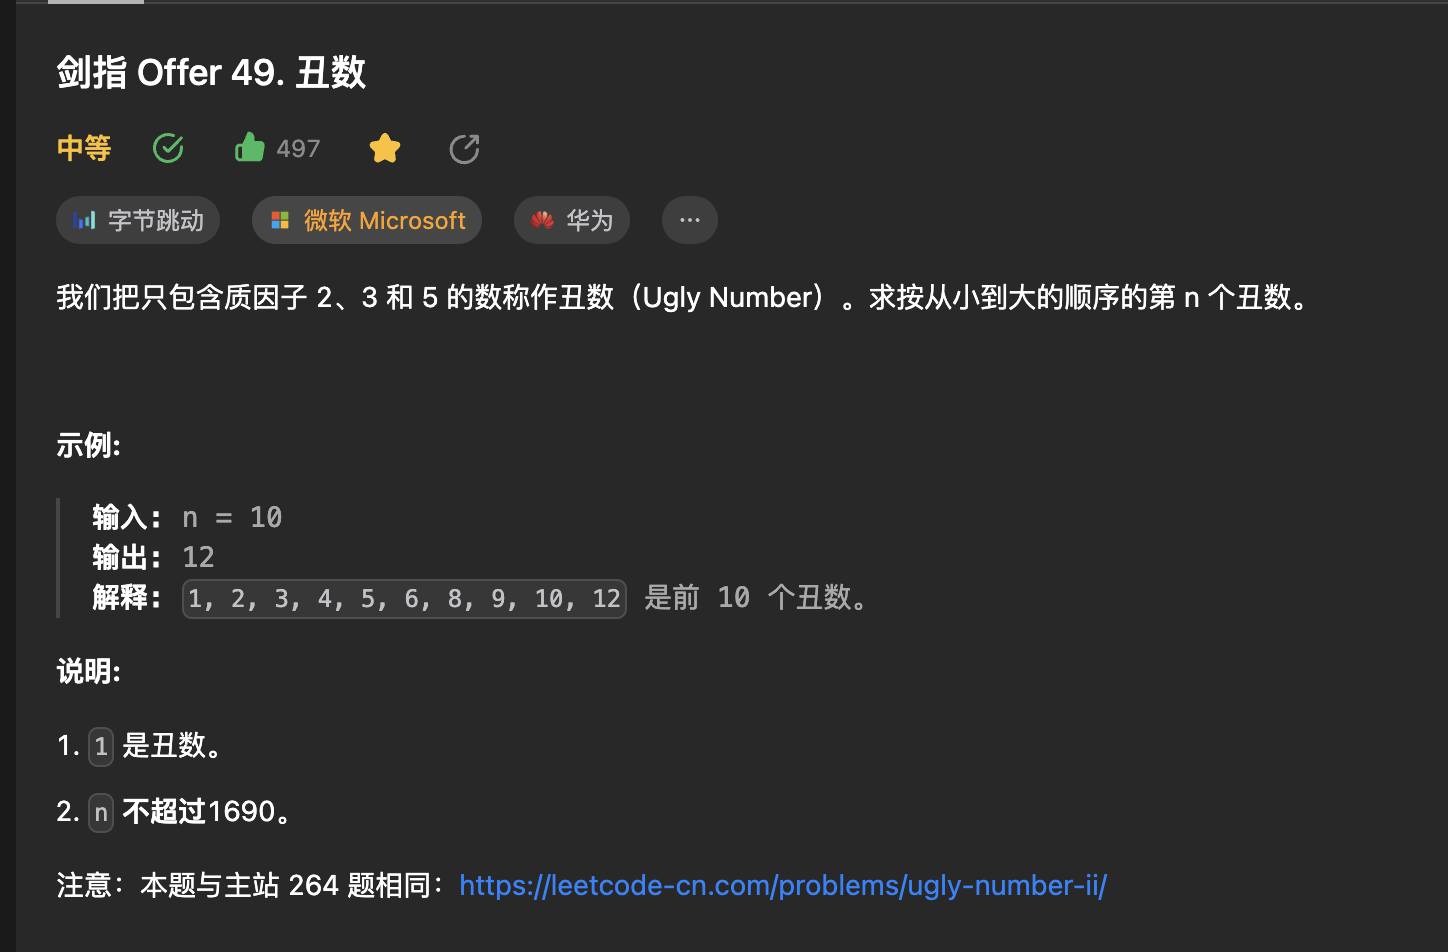 剑指 Offer 49. 丑数
中等 497
字节跳动 微软 Microsoft 华为 ...
我们把只包含质因子 2、3 和 5 的数称作丑数（Ugly Number）。求按从小到大的顺序的第 n 个丑数。
示例:
输入: n = 10
输出: 12
解释: 1, 2, 3, 4, 5, 6, 8, 9, 10, 12 是前 10 个丑数。
说明:
1. 1 是丑数。
2. n 不超过1690。
注意：本题与主站 264 题相同：https://leetcode-cn.com/problems/ugly-number-ii/